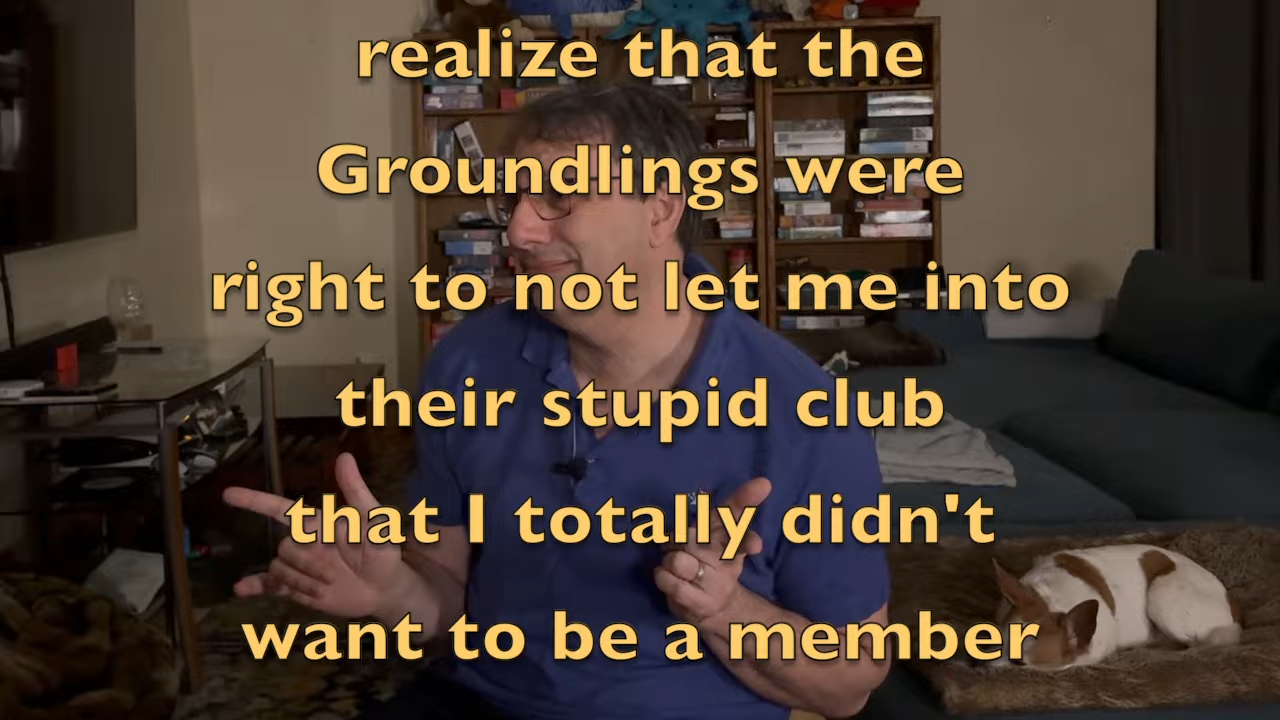 realize that the
Groundlings were
right to not let me into
their stupid club
that I totally didn't
want to be a member